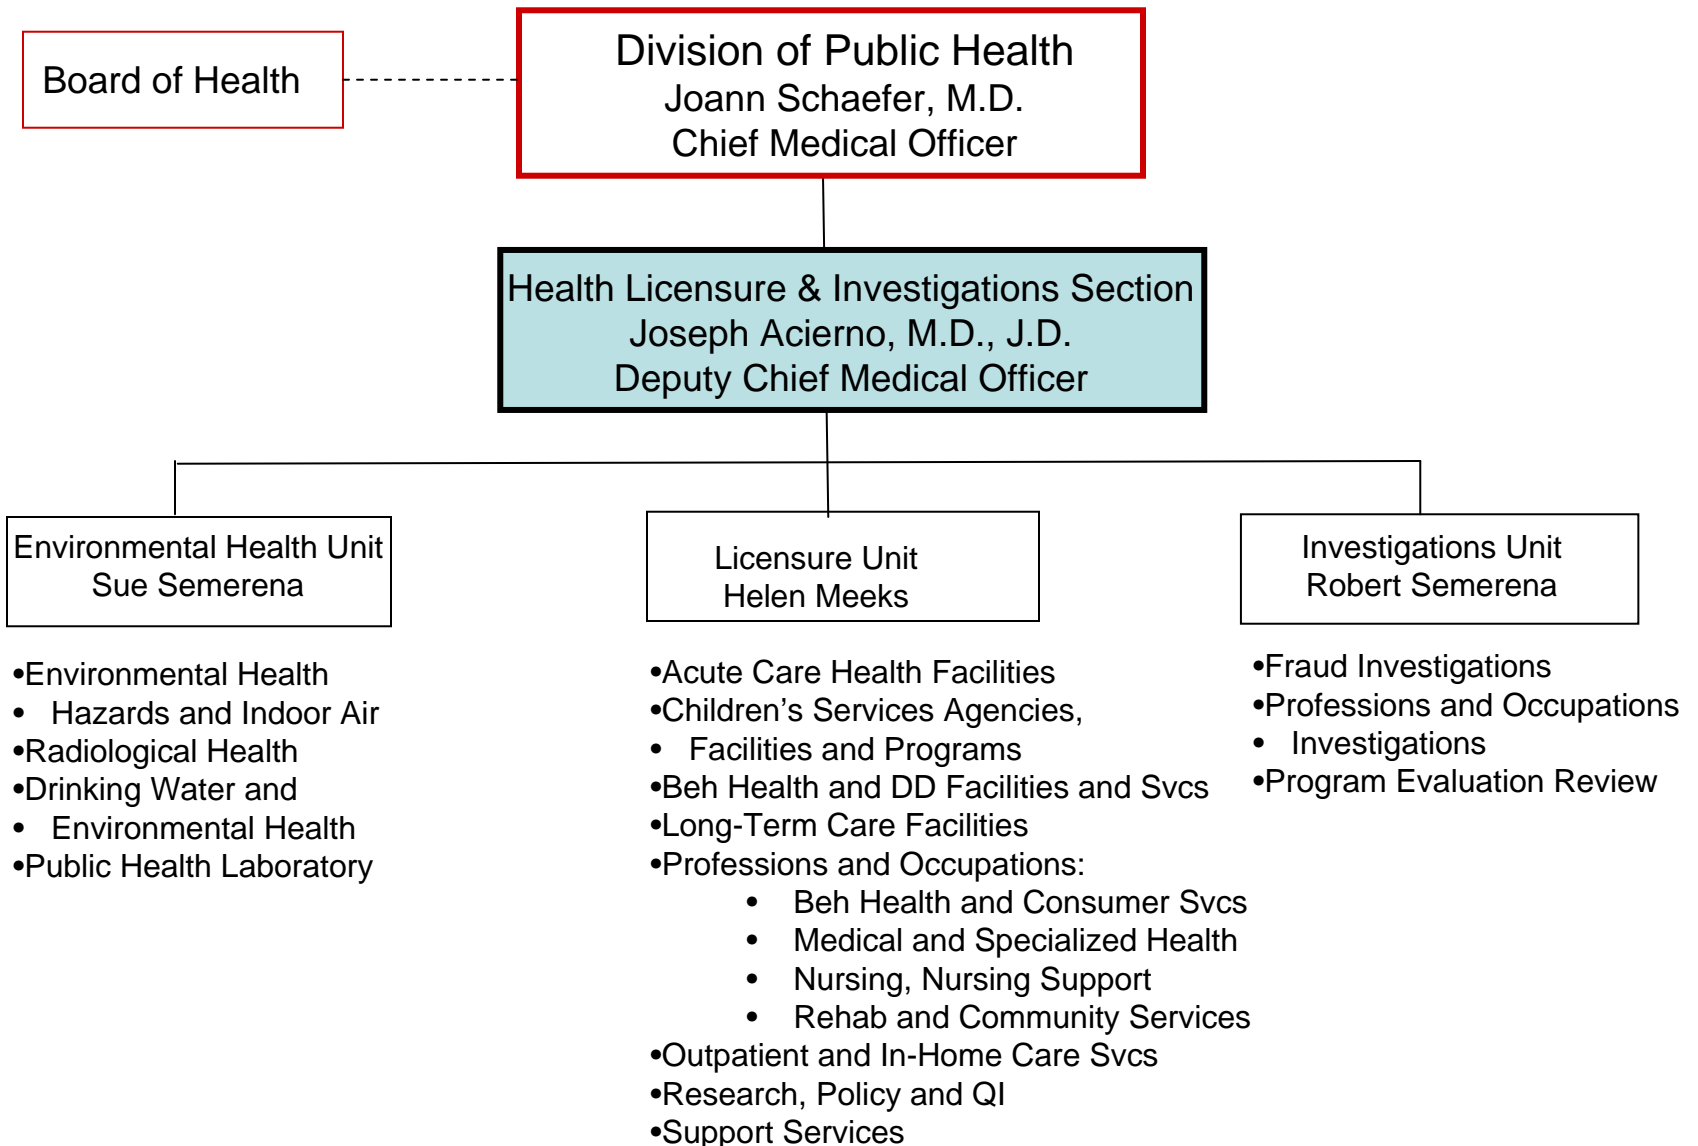 Board of Health
Division of Public Health
Joann Schaefer, M.D.
Chief Medical Officer
Health Licensure & Investigations Section
Joseph Acierno, M.D., J.D.
Deputy Chief Medical Officer
Environmental Health Unit
Sue Semerena
•Environmental Health
• Hazards and Indoor Air
•Radiological Health
•Drinking Water and
• Environmental Health
•Public Health Laboratory
Licensure Unit
Helen Meeks
•Acute Care Health Facilities
•Children’s Services Agencies,
• Facilities and Programs
•Beh Health and DD Facilities and Svcs
•Long-Term Care Facilities
•Professions and Occupations:
• Beh Health and Consumer Svcs
• Medical and Specialized Health
• Nursing, Nursing Support
• Rehab and Community Services
•Outpatient and In-Home Care Svcs
•Research, Policy and QI
•Support Services
Investigations Unit
Robert Semerena
•Fraud Investigations
•Professions and Occupations
• Investigations
•Program Evaluation Review